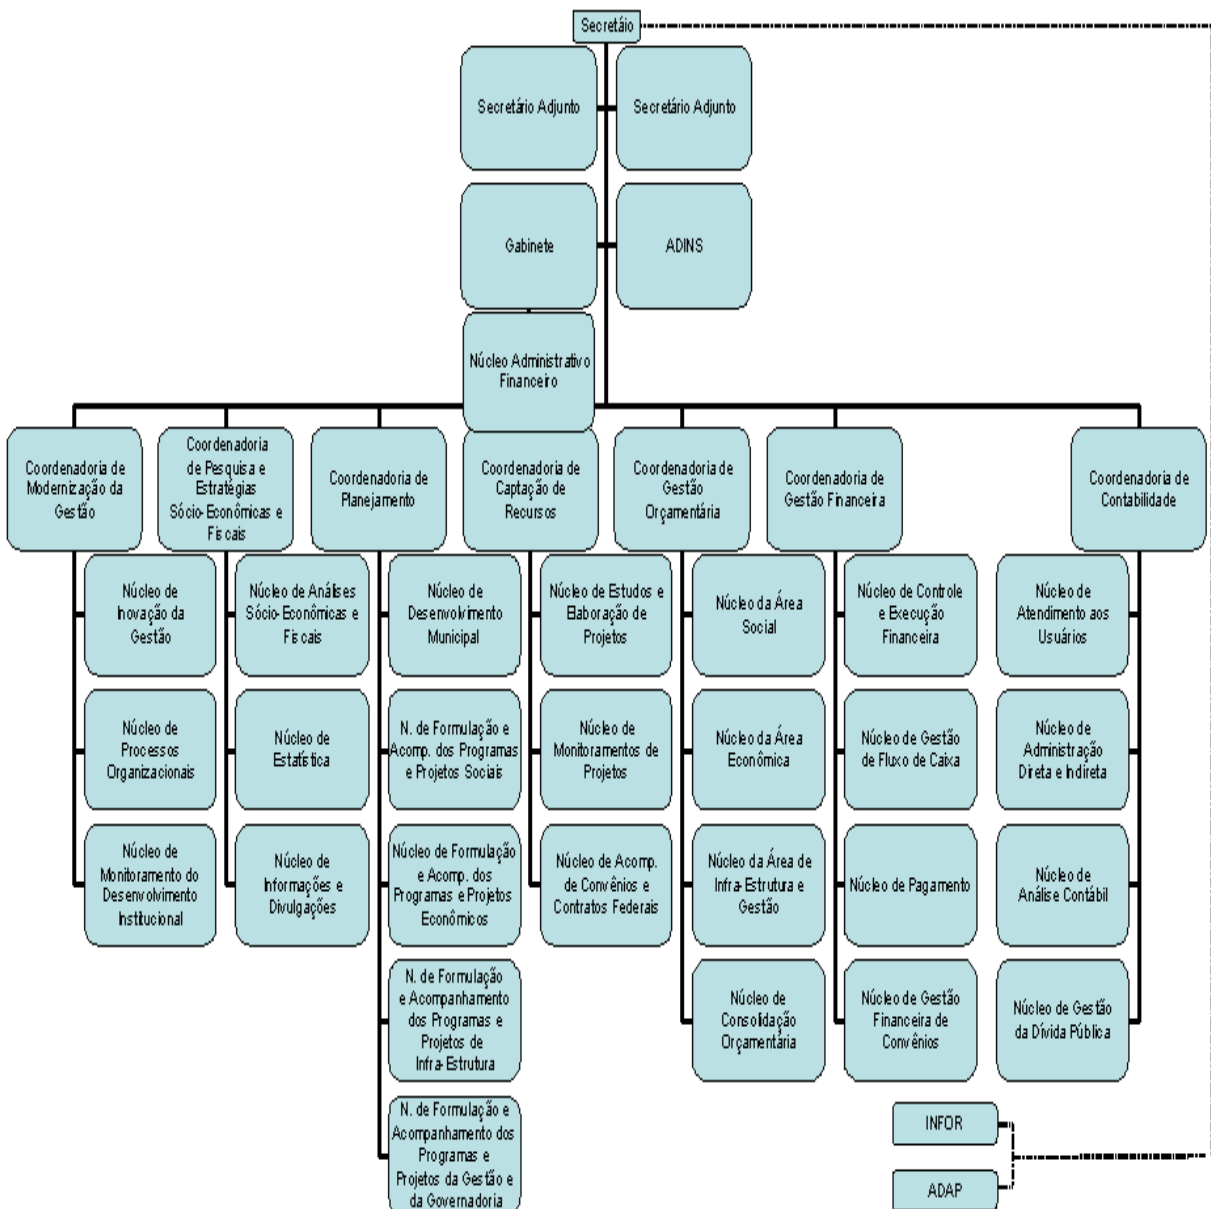 Secretáio
Secretário Adjunto
Secretário Adjunto
Gabinete
ADINS
Núcleo Administrativo
Financeiro
Coordenadoria de
Modernização da
Gestão
Coordenadoria
de Pesquisa e
Estratégias
Sócio-Econômicas e
Fiscais
Coordenadoria de
Planejamento
Coordenadoria de
Captação de
Recursos
Coordenadoria de
Gestão
Orçamentária
Coordenadoria de
Gestão Financeira
Coordenadoria
de Contabilidade
Núcleo de
Inovação da
Gestão
Núcleo de Análises
Sócio-Econômicas e
Fiscais
Núcleo de
Desenvolvimento
Municipal
Núcleo de Estudos e
Elaboração de
Projetos
Núcleo da Área
Social
Núcleo de Controle
e Execução
Financeira
Núcleo de
Atendimento aos
Usuários
Núcleo de
Processos
Organizacionais
Núcleo de
Estatística
N. de Formulação e
Acomp. dos Programas
e Projetos Sociais
Núcleo de
Monitoramentos de
Projetos
Núcleo da Área
Econômica
Núcleo de Gestão
de Fluxo de Caixa
Núcleo de
Administração
Direta e Indireta
Núcleo de
Monitoramento do
Desenvolvimento
Institucional
Núcleo de
Informações e
Divulgações
Núcleo de Formulação
e Acomp. dos
Programas e Projetos
Econômicos
Núcleo de Acomp.
de Convênios e
Contratos Federais
Núcleo da Área de
Infra-Estrutura e
Gestão
Núcleo de Pagamento
Núcleo de
Análise Contábil
N. de Formulação
e Acompanhamento
dos Programas e
Projetos de
Infra-Estrutura
Núcleo de
Consolidação
Orçamentária
Núcleo de Gestão
Financeira de
Convênios
Núcleo de Gestão
da Dívida Pública
N. de Formulação e
Acompanhamento dos
Programas e
Projetos da Gestão e
da Governadoria
INFOR
ADAP